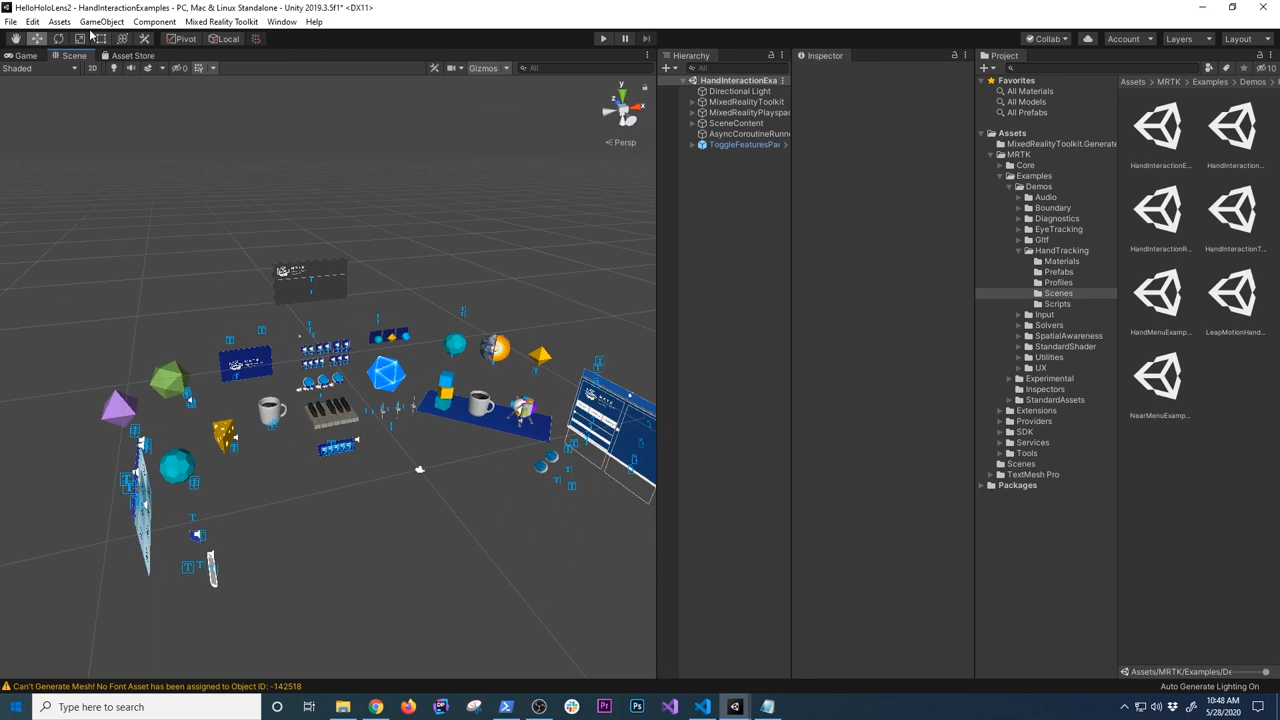 HelloHoloLens2 - HandInteractionExamples - PC, Mac & Linux Standalone - Unity 2019.3.5f1* <DX11>
File Edit Assets GameObject Component Mixed Reality Toolkit Window Help
Pivot Local Collab Account Layers Layout
Game Scene Asset Store Hierarchy Inspector Project
Shaded 2D 0 Gizmos All All 10
HandInteractionExa
Directional Light
MixedRealityToolkit
MixedRealityPlayspac
SceneContent
AsyncCoroutineRunn
ToggleFeaturesPa
y
x
z
Persp
Favorites
All Materials
All Models
All Prefabs
Assets
MixedRealityToolkit.Generate
MRTK
Core
Examples
Demos
Audio
Boundary
Diagnostics
EyeTracking
Gltf
HandTracking
Materials
Prefabs
Profiles
Scenes
Scripts
Input
Solvers
SpatialAwareness
StandardShader
Utilities
UX
Experimental
Inspectors
StandardAssets
Extensions
Providers
SDK
Services
Tools
Scenes
TextMesh Pro
Packages
Assets MRTK Examples Demos
HandInteractionE... HandInteraction...
HandInteractionR... HandInteractionT...
HandMenuExamp... LeapMotionHand...
NearMenuExamp...
Assets/MRTK/Examples/De
Can't Generate Mesh! No Font Asset has been assigned to Object ID: -142518
Auto Generate Lighting On
Type here to search
10:48 AM
5/28/2020